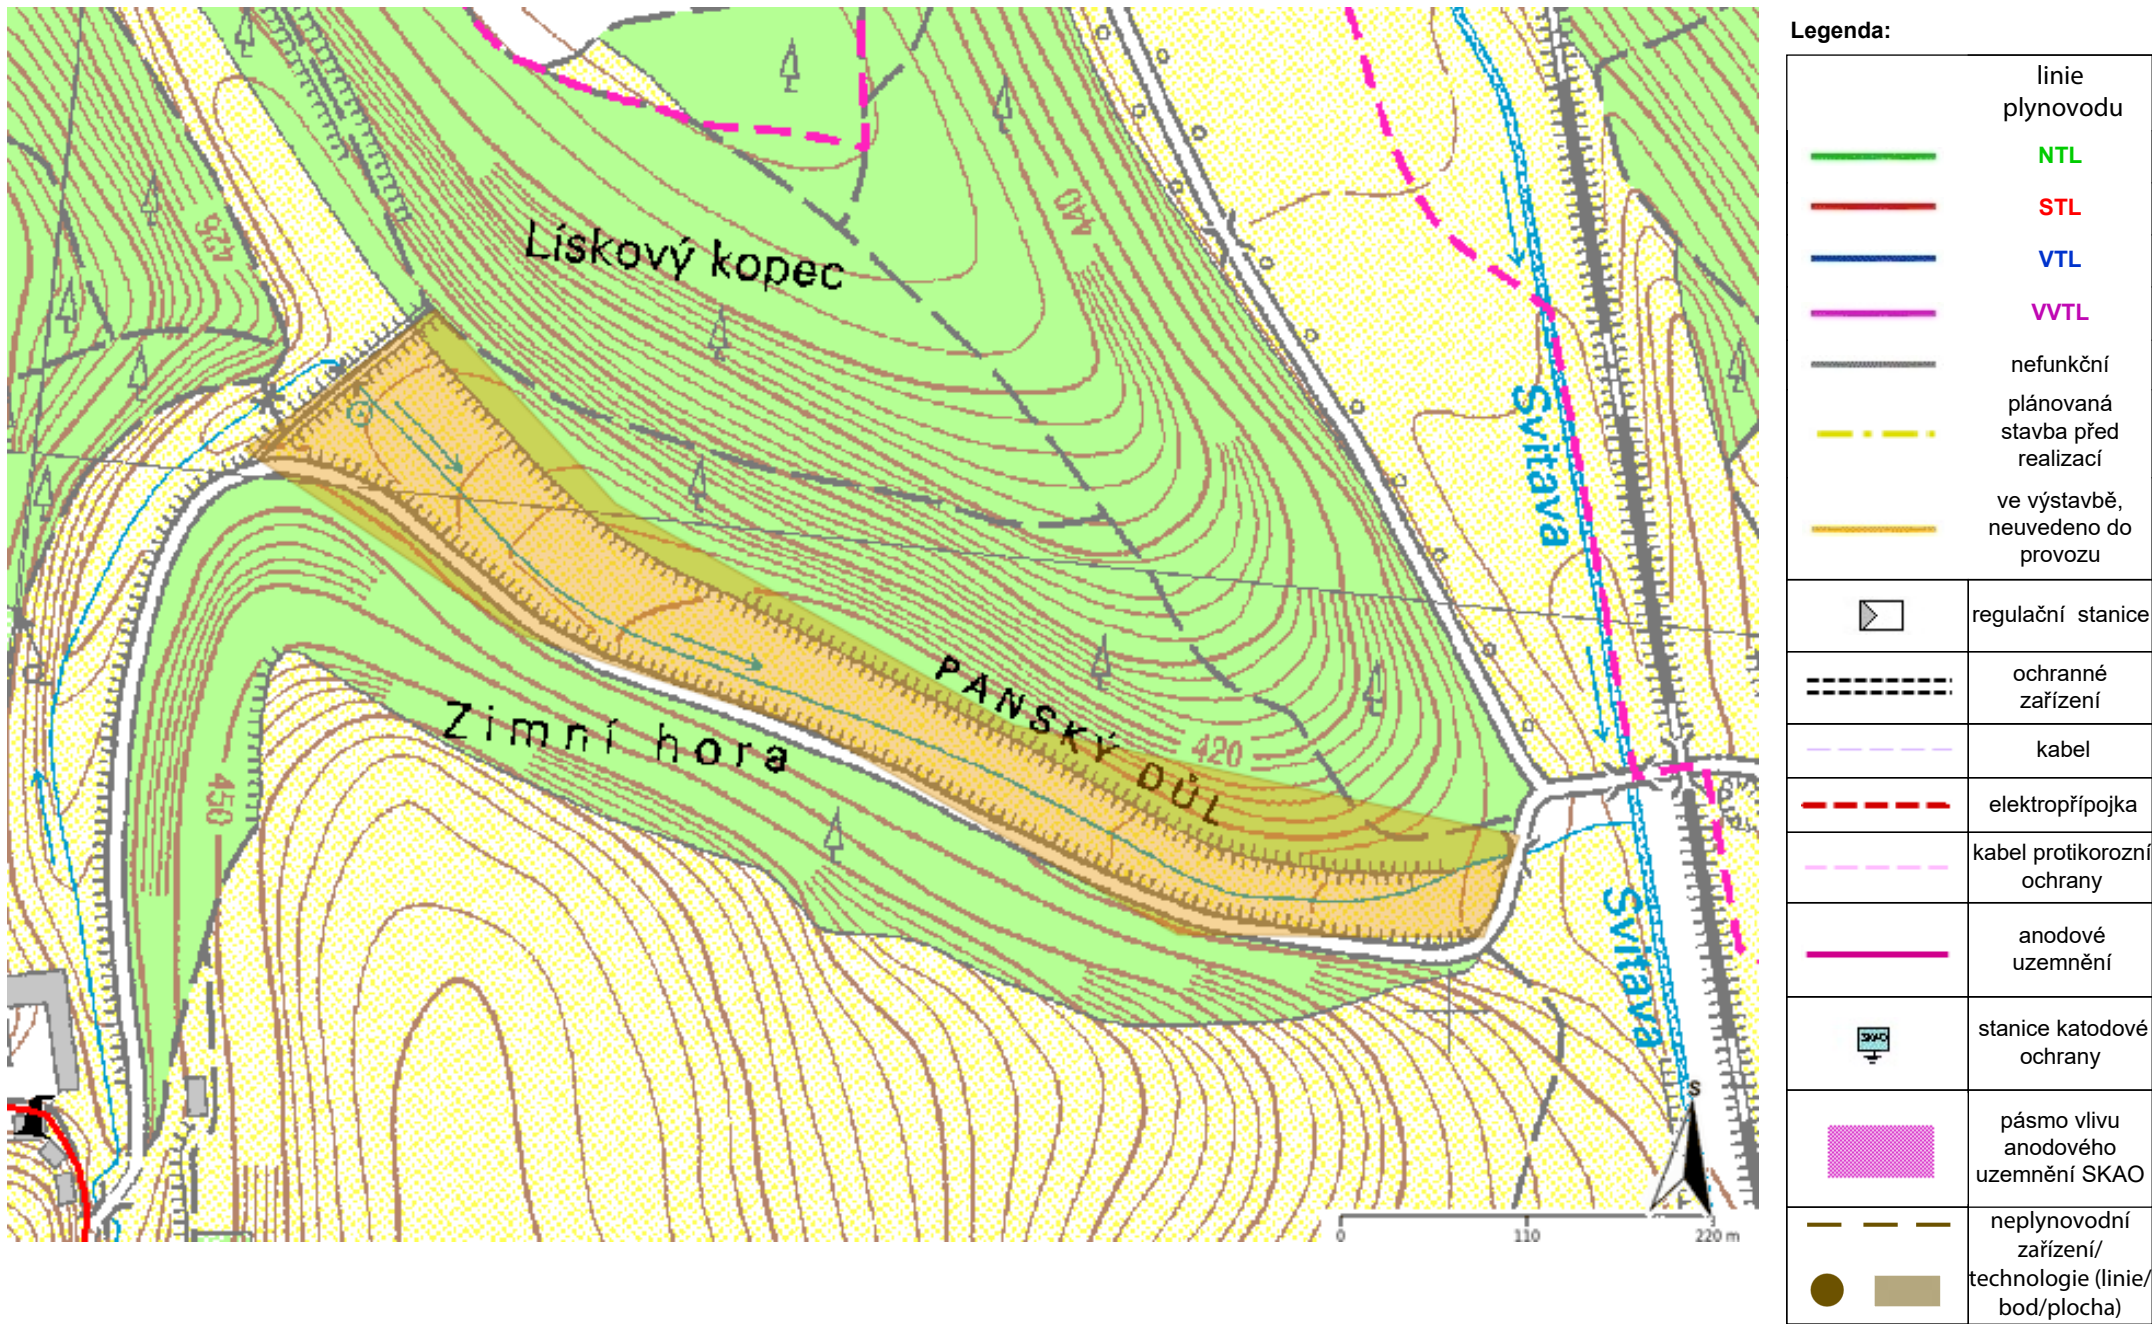 Lískový kopec
Zimní hora
PANSKÝ DŮL
Svitava
Svitava
425
440
420
450
S
0 110 220 m
Legenda:
linie
plynovodu
NTL
STL
VTL
VVTL
nefunkční
plánovaná
stavba před
realizací
ve výstavbě,
neuvedeno do
provozu
regulační stanice
ochranné
zařízení
kabel
elektropřípojka
kabel protikorozní
ochrany
anodové
uzemnění
SKAO
stanice katodové
ochrany
pásmo vlivu
anodového
uzemnění SKAO
neplynovodní
zařízení/
technologie (linie/
bod/plocha)